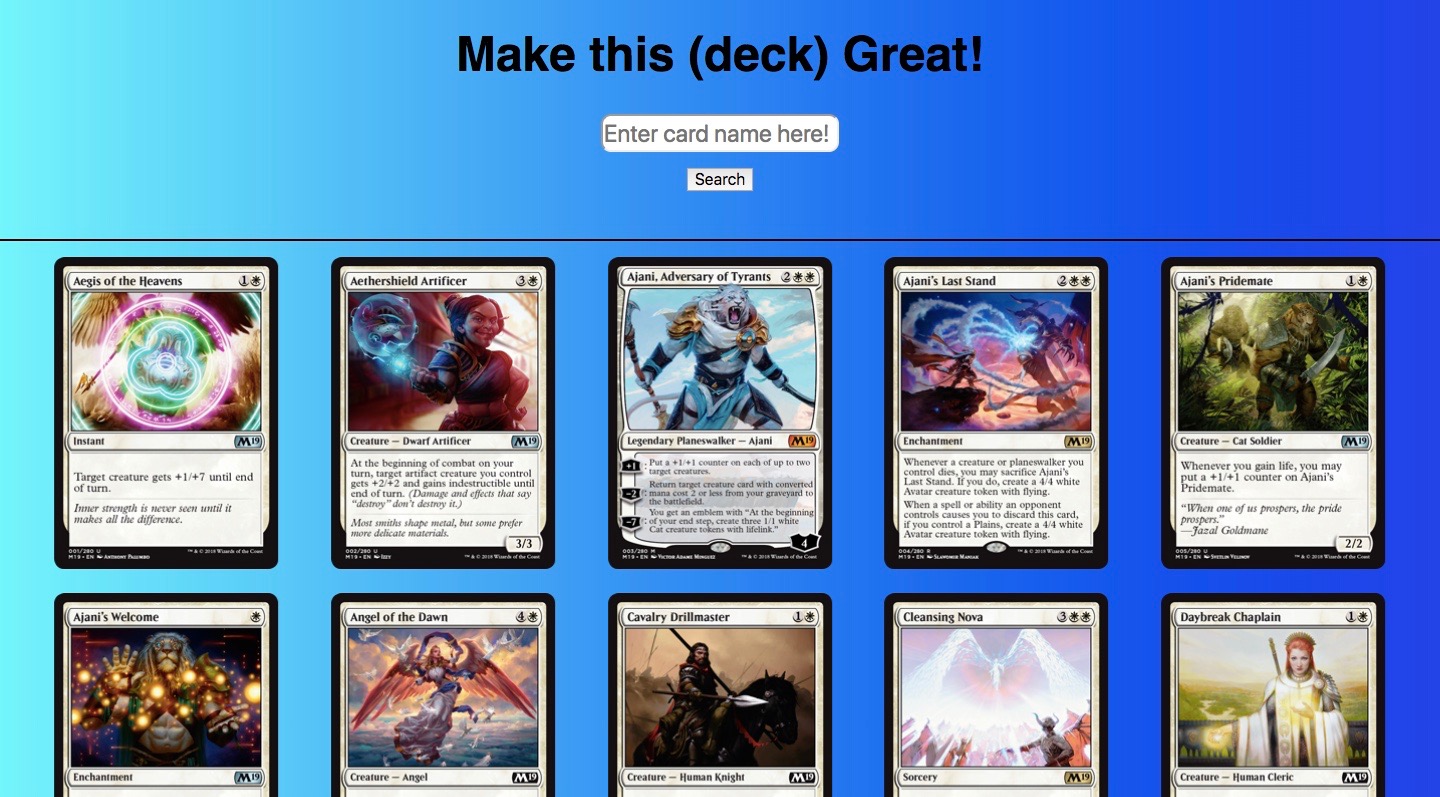 Make this (deck) Great!
Enter card name here!
Search
Aegis of the Heavens 1
Aethershield Artificer 3
Ajani, Adversary of Tyrants 2
Ajani's Last Stand 2
Ajani's Pridemate 1
Instant M19
Target creature gets +1/+7 until end
of turn.
Inner strength is never seen until it
makes all the difference.
001/280 U
M19 • EN Anthony Palumbo
™ & © 2018 Wizards of the Coast
Creature — Dwarf Artificer M19
At the beginning of combat on your
turn, target artifact creature you control
gets +2/+2 and gains indestructible until
end of turn. (Damage and effects that say
"destroy" don't destroy it.)
Most smiths shape metal, but some prefer
more delicate materials.
3/3
002/280 U
M19 • EN Izzy
™ & © 2018 Wizards of the Coast
Legendary Planeswalker — Ajani M19
+1: Put a +1/+1 counter on each of up to two
target creatures.
-2: Return target creature card with converted
mana cost 2 or less from your graveyard to
the battlefield.
-7: You get an emblem with "At the beginning
of your end step, create three 1/1 white
Cat creature tokens with lifelink."
4
003/280 M
M19 • EN Victor Adame Minguez
™ & © 2018 Wizards of the Coast
Enchantment M19
Whenever a creature or planeswalker you
control dies, you may sacrifice Ajani's
Last Stand. If you do, create a 4/4 white
Avatar creature token with flying.
When a spell or ability an opponent
controls causes you to discard this card,
if you control a Plains, create a 4/4 white
Avatar creature token with flying.
004/280 R
M19 • EN Slawomir Maniak
™ & © 2018 Wizards of the Coast
Creature — Cat Soldier M19
Whenever you gain life, you may
put a +1/+1 counter on Ajani's
Pridemate.
"When one of us prospers, the pride
prospers."
—Jazal Goldmane
2/2
005/280 U
M19 • EN Svetlin Velinov
™ & © 2018 Wizards of the Coast
Ajani's Welcome
Angel of the Dawn 4
Cavalry Drillmaster 1
Cleansing Nova 3
Daybreak Chaplain 1
Enchantment M19
Creature — Angel M19
Creature — Human Knight M19
Sorcery M19
Creature — Human Cleric M19